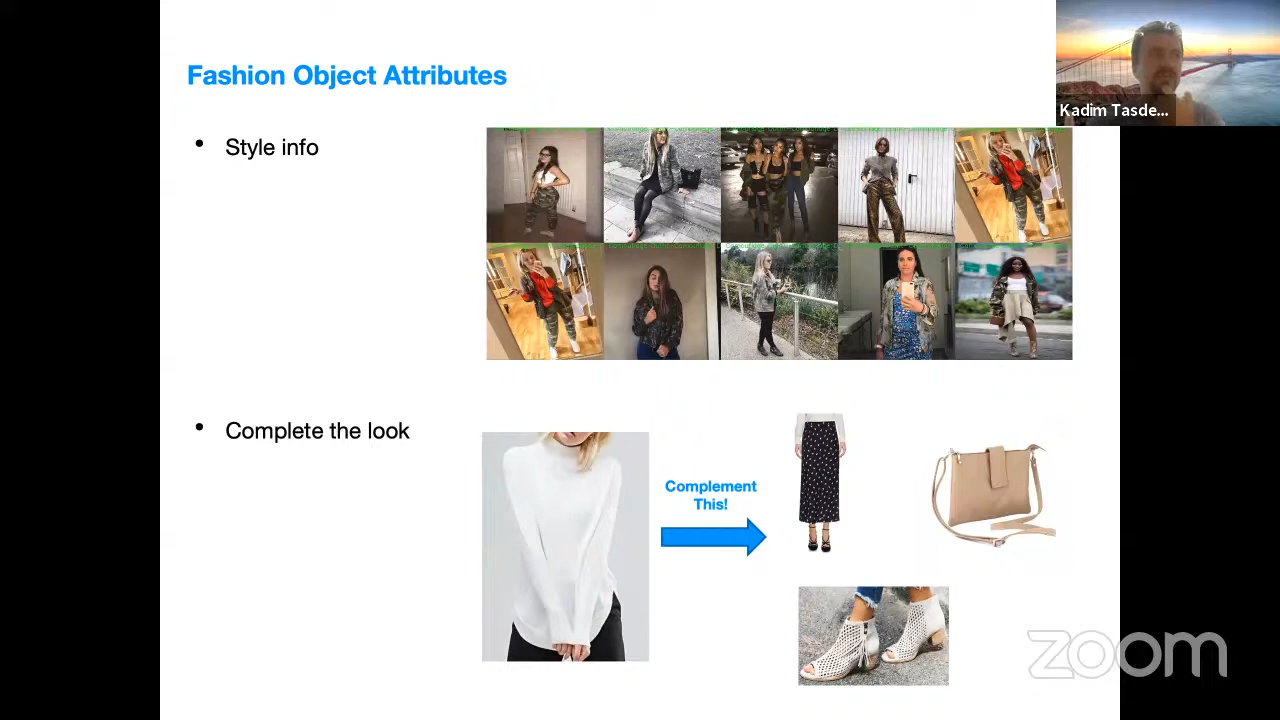 Fashion Object Attributes
Kadim Tasde...
• Style info
• Complete the look
Complement
This!
zoom